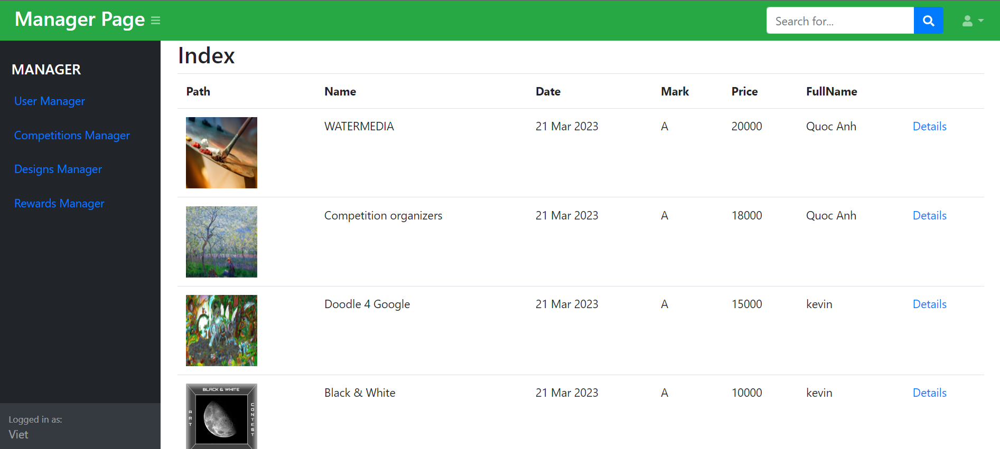 Manager Page
Search for...
MANAGER
User Manager
Competitions Manager
Designs Manager
Rewards Manager
Logged in as:
Viet
Index
Path Name Date Mark Price FullName
WATERMEDIA 21 Mar 2023 A 20000 Quoc Anh Details
Competition organizers 21 Mar 2023 A 18000 Quoc Anh Details
Doodle 4 Google 21 Mar 2023 A 15000 kevin Details
Black & White 21 Mar 2023 A 10000 kevin Details
BLACK & WHITE
ART
CONTEST